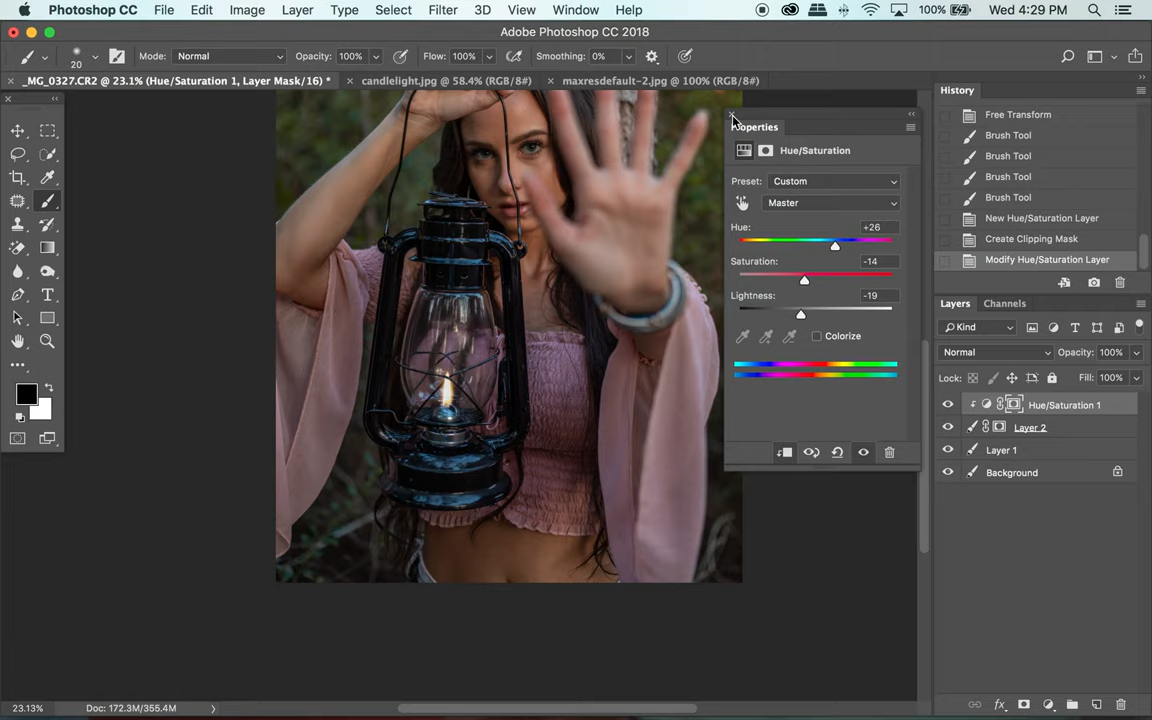 Photoshop CC File Edit Image Layer Type Select Filter 3D View Window Help 100% Wed 4:29 PM
Adobe Photoshop CC 2018
20 Mode: Normal Opacity: 100% Flow: 100% Smoothing: 0%
_MG_0327.CR2 @ 23.1% (Hue/Saturation 1, Layer Mask/16) * candlelight.jpg @ 58.4% (RGB/8#) maxresdefault-2.jpg @ 100% (RGB/8#)
Properties
Hue/Saturation
Preset: Custom
Master
Hue: +26
Saturation: -14
Lightness: -19
Colorize
History
Free Transform
Brush Tool
Brush Tool
Brush Tool
Brush Tool
New Hue/Saturation Layer
Create Clipping Mask
Modify Hue/Saturation Layer
Layers Channels
Kind
Normal Opacity: 100%
Lock: Fill: 100%
Hue/Saturation 1
Layer 2
Layer 1
Background
23.13% Doc: 172.3M/355.4M
fx